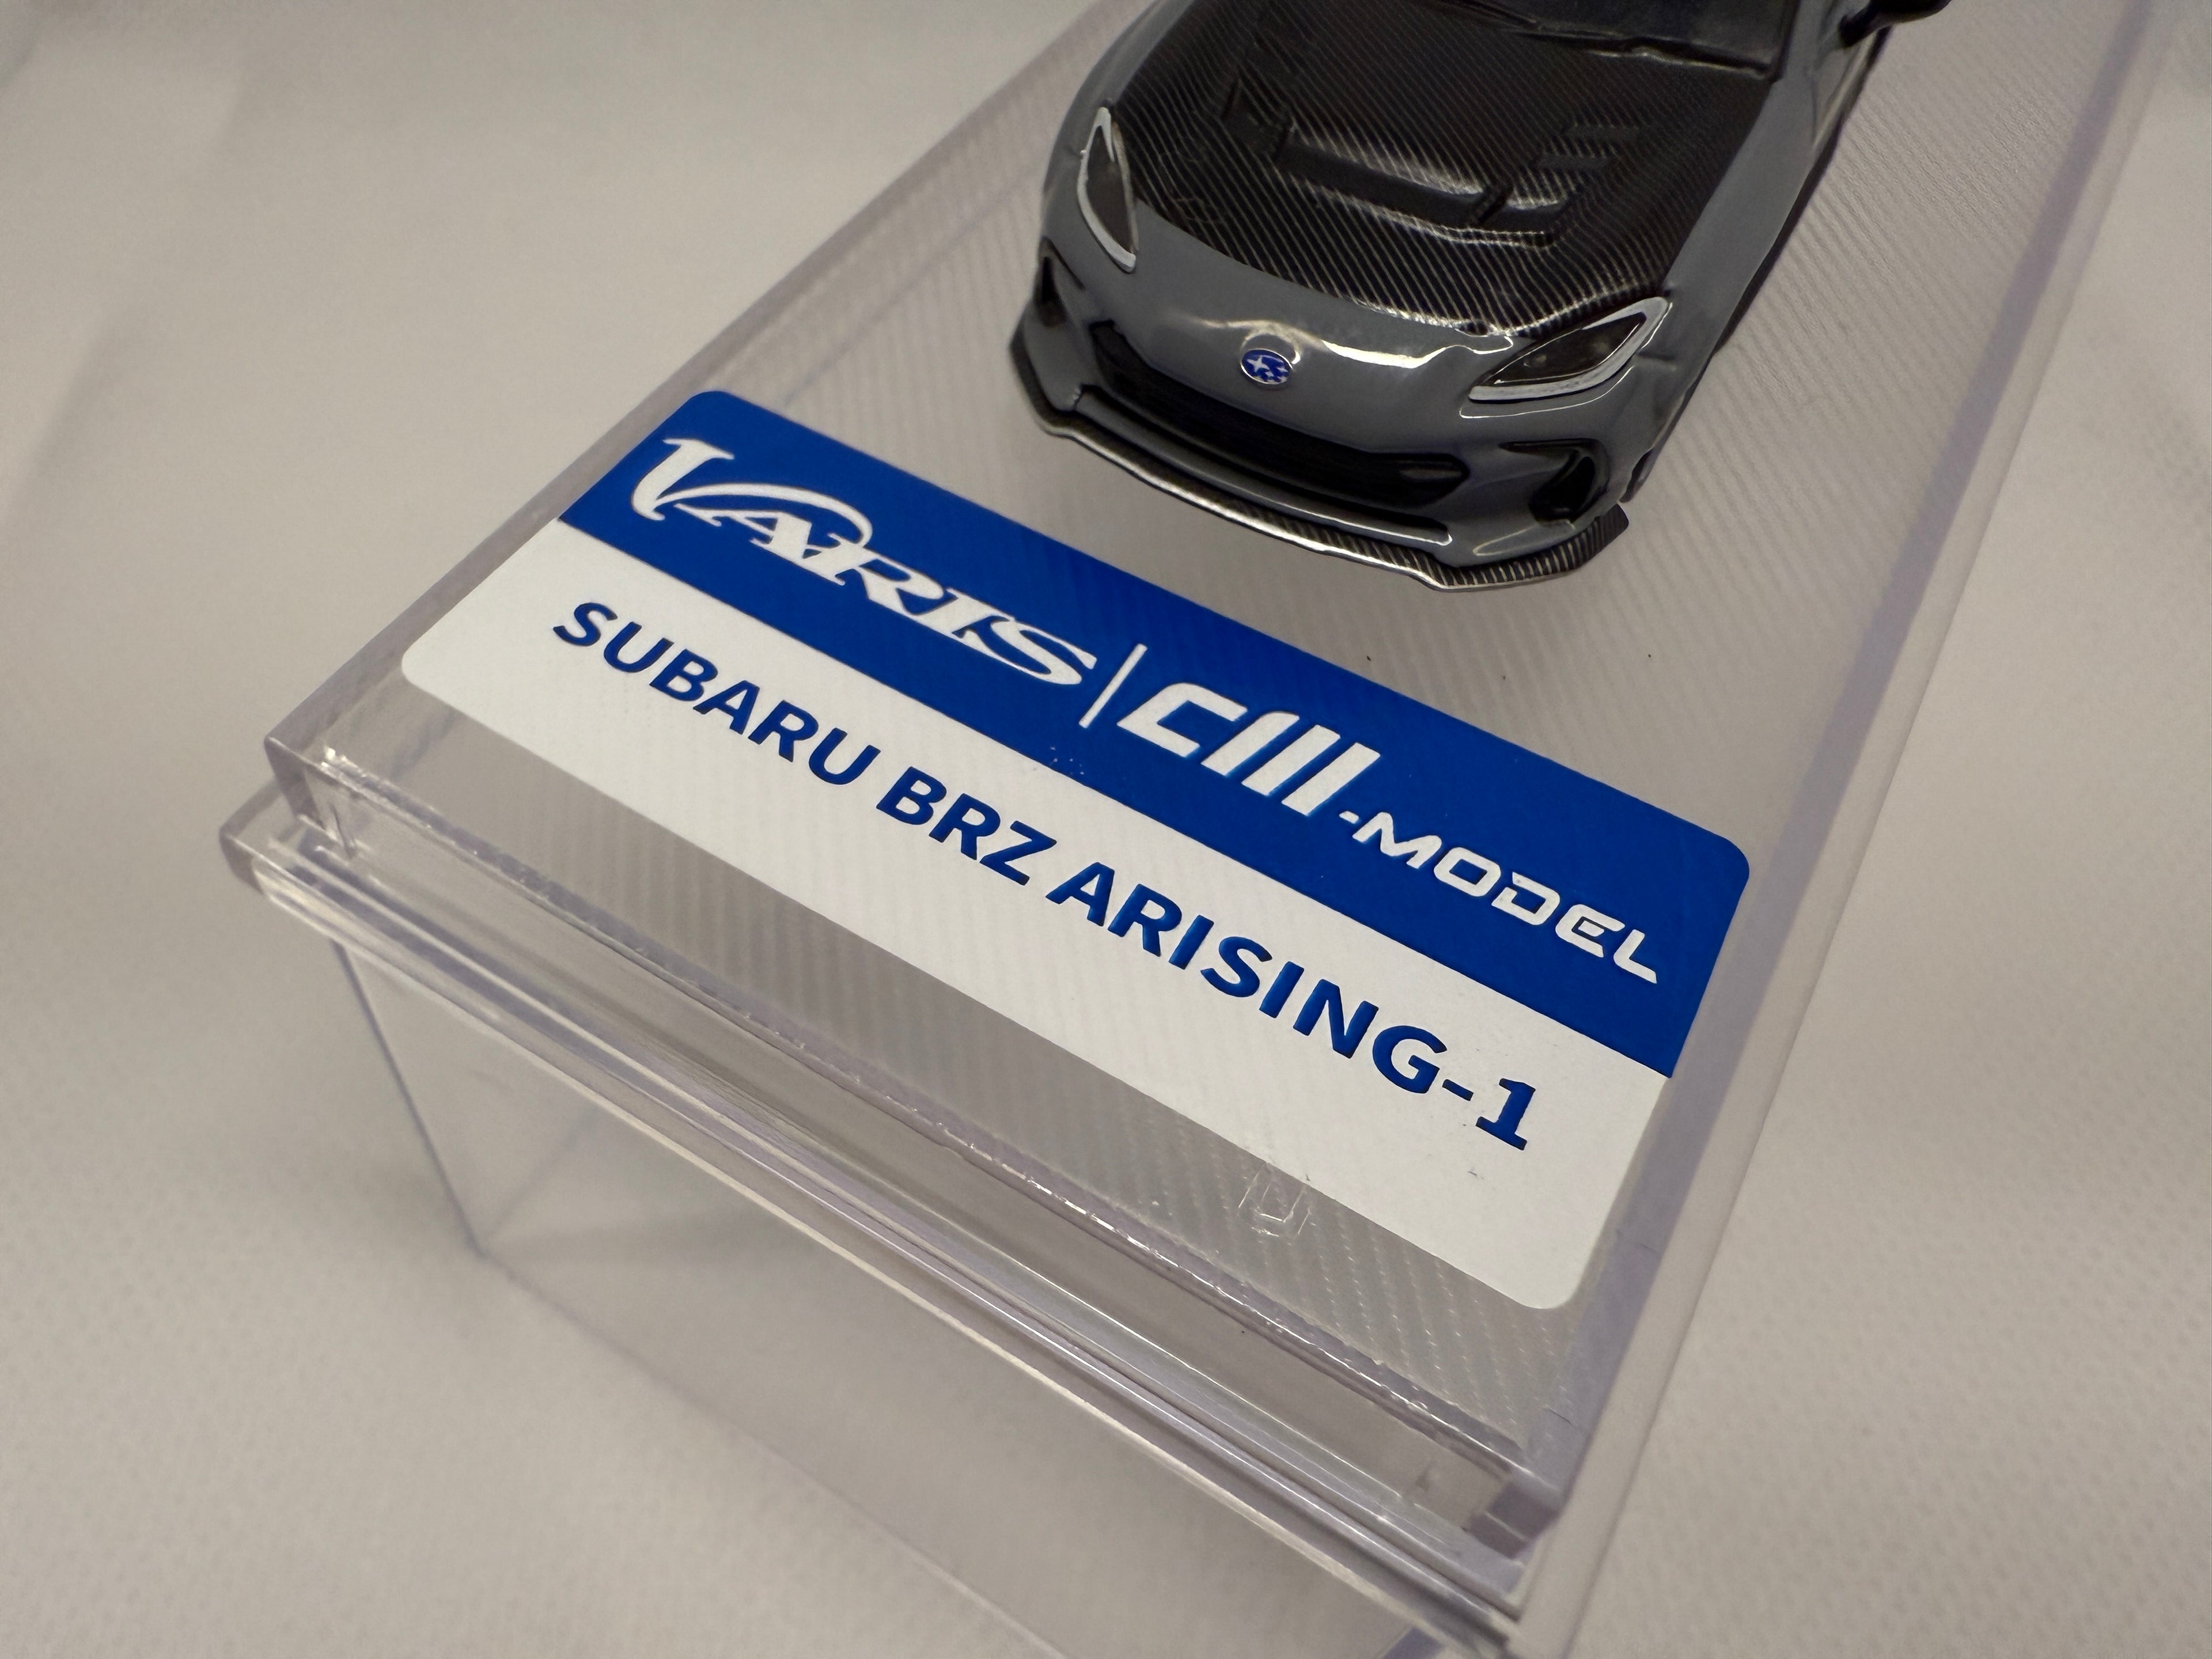 VARIS | CM-MODEL
SUBARU BRZ ARISING-1